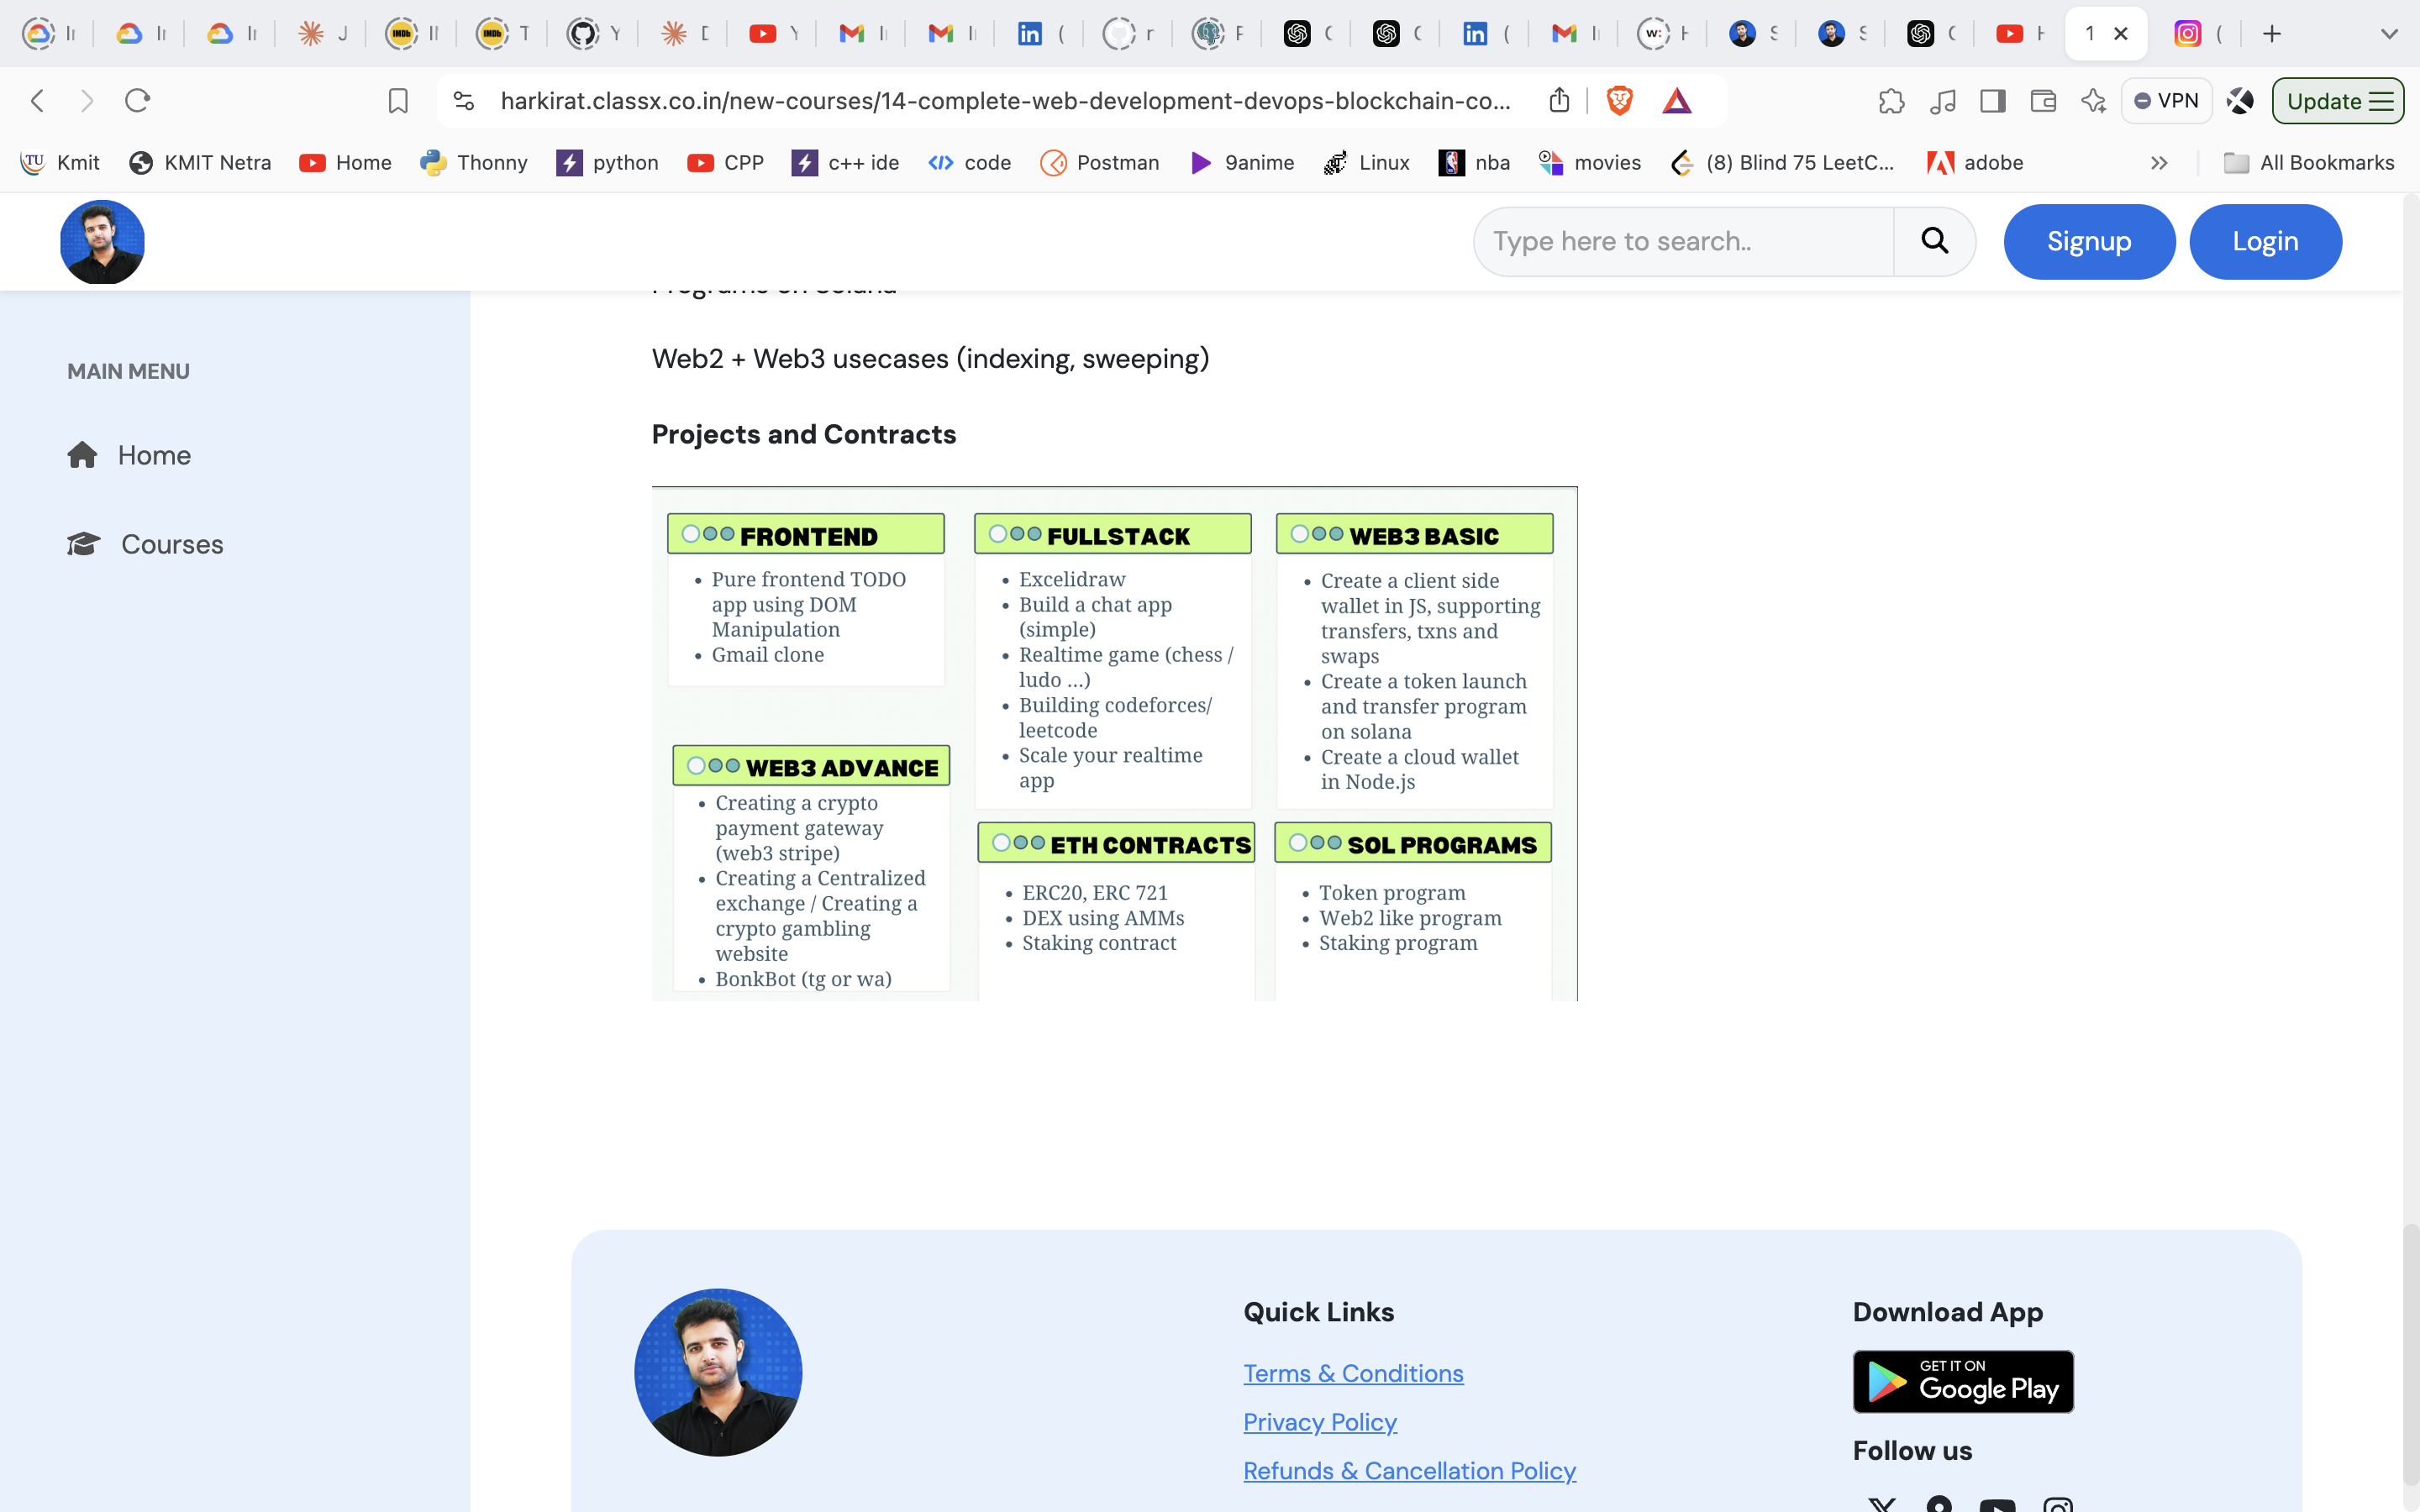 harkirat.classx.co.in/new-courses/14-complete-web-development-devops-blockchain-co...
VPN
Update
Kmit
KMIT Netra
Home
Thonny
python
CPP
c++ ide
code
Postman
9anime
Linux
nba
movies
(8) Blind 75 LeetC...
adobe
All Bookmarks
Type here to search..
Signup
Login
MAIN MENU
Home
Courses
Web2 + Web3 usecases (indexing, sweeping)
Projects and Contracts
FRONTEND
• Pure frontend TODO
app using DOM
Manipulation
• Gmail clone
FULLSTACK
• Excelidraw
• Build a chat app
(simple)
• Realtime game (chess /
ludo ...)
• Building codeforces/
leetcode
• Scale your realtime
app
WEB3 BASIC
• Create a client side
wallet in JS, supporting
transfers, txns and
swaps
• Create a token launch
and transfer program
on solana
• Create a cloud wallet
in Node.js
WEB3 ADVANCE
• Creating a crypto
payment gateway
(web3 stripe)
• Creating a Centralized
exchange / Creating a
crypto gambling
website
• BonkBot (tg or wa)
ETH CONTRACTS
• ERC20, ERC 721
• DEX using AMMs
• Staking contract
SOL PROGRAMS
• Token program
• Web2 like program
• Staking program
Quick Links
Terms & Conditions
Privacy Policy
Refunds & Cancellation Policy
Download App
GET IT ON
Google Play
Follow us